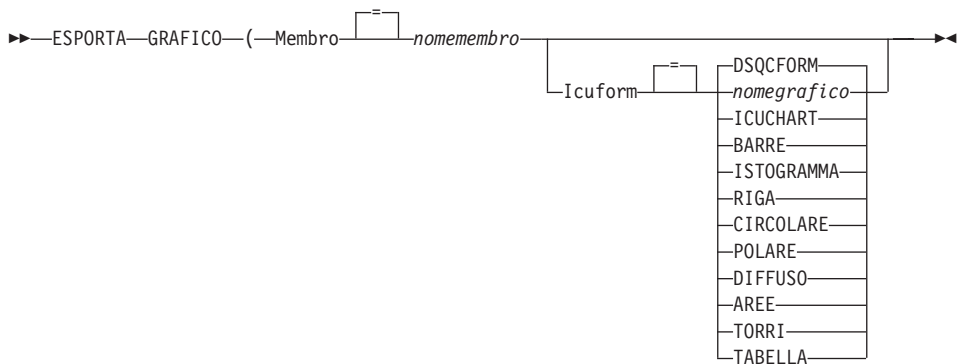 ESPORTA GRAFICO ( Membro = nomemembro
Icuform = DSQCFORM
nomegrafico
ICUCHART
BARRE
ISTOGRAMMA
RIGA
CIRCOLARE
POLARE
DIFFUSO
AREE
TORRI
TABELLA